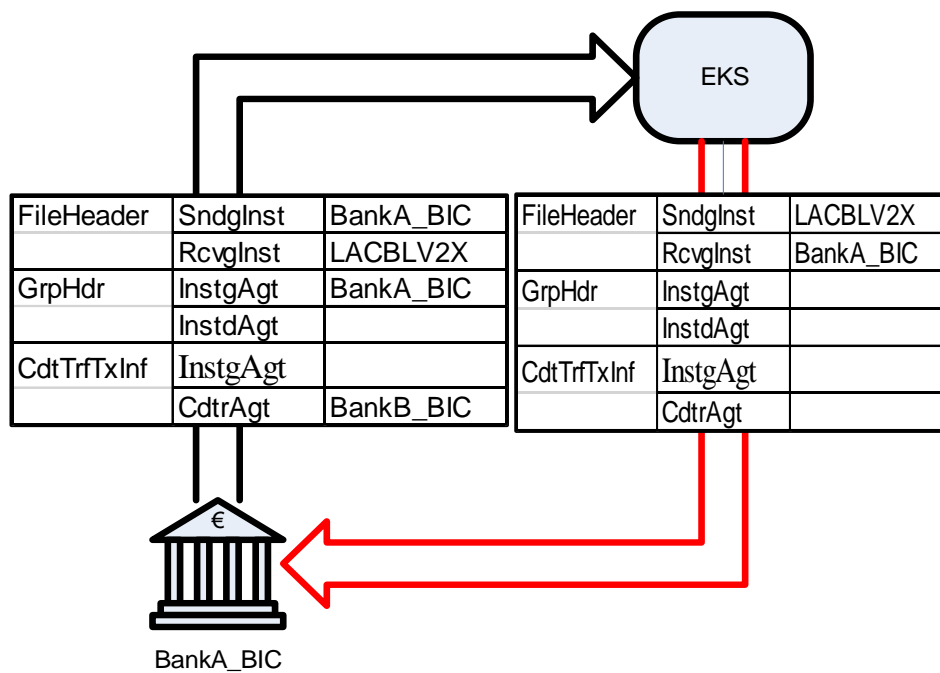 EKS
FileHeader SndgInst BankA_BIC
RcvgInst LACBLV2X
GrpHdr InstgAgt BankA_BIC
InstdAgt
CdtTrfTxInf InstgAgt
CdtrAgt BankB_BIC
FileHeader SndgInst LACBLV2X
RcvgInst BankA_BIC
GrpHdr InstgAgt
InstdAgt
CdtTrfTxInf InstgAgt
CdtrAgt
€
BankA_BIC